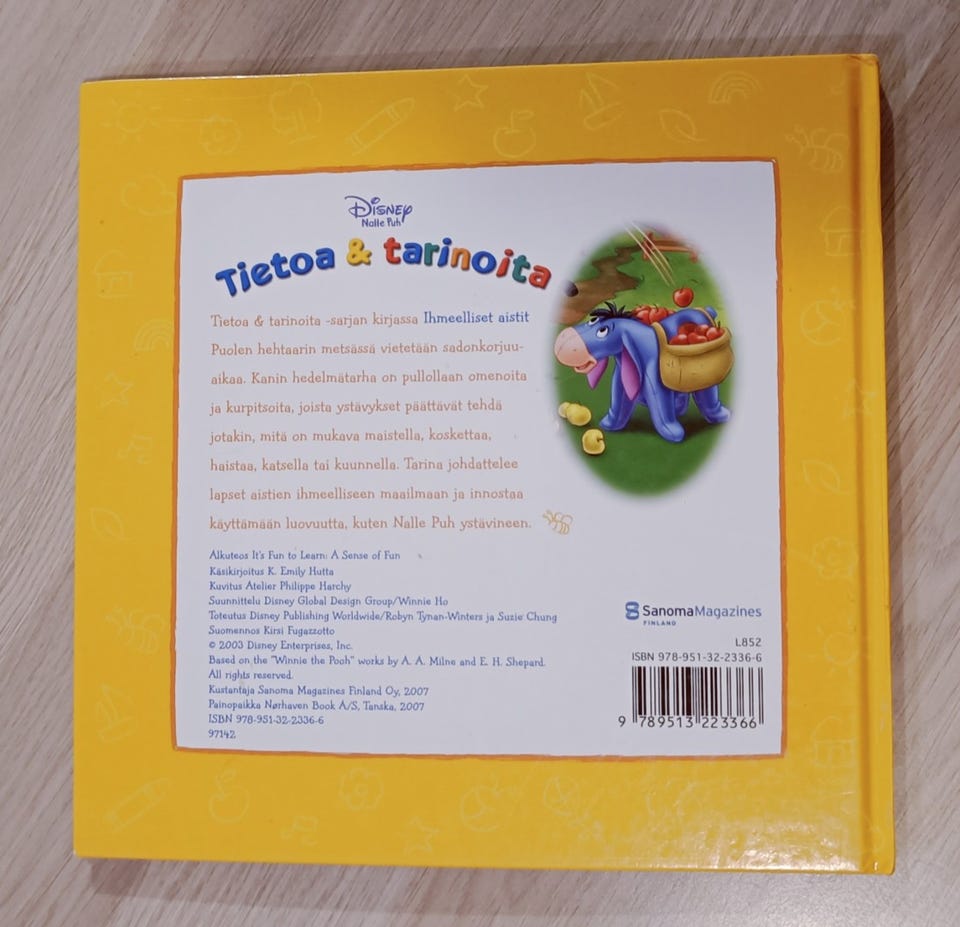 Disney
Nalle Puh
Tietoa & tarinoita
Tietoa & tarinoita -sarjan kirjassa Ihmeelliset aistit
Puolen hehtaarin metsässä vietetään sadonkorjuu-
aikaa. Kanin hedelmätarha on pullollaan omenoita
ja kurpitsoita, joista ystävykset päättävät tehdä
jotakin, mitä on mukava maistella, koskettaa,
haistaa, katsella tai kuunnella. Tarina johdattelee
lapset aistien ihmeelliseen maailmaan ja innostaa
käyttämään luovuutta, kuten Nalle Puh ystävineen.
Alkuteos It's Fun to Learn: A Sense of Fun
Käsikirjoitus K. Emily Hutta
Kuvitus Atelier Philippe Harchy
Suunnittelu Disney Global Design Group/Winnie Ho
Toteutus Disney Publishing Worldwide/Robyn Tynan-Winters ja Suzie Chung
Suomennos Kirsi Fugazzotto
© 2003 Disney Enterprises, Inc.
Based on the "Winnie the Pooh" works by A. A. Milne and E. H. Shepard.
All rights reserved.
Kustantaja Sanoma Magazines Finland Oy, 2007
Painopaikka Nørhaven Book A/S, Tanska, 2007
ISBN 978-951-32-2336-6
97142
SanomaMagazines
FINLAND
L852
ISBN 978-951-32-2336-6
9 789513 223366